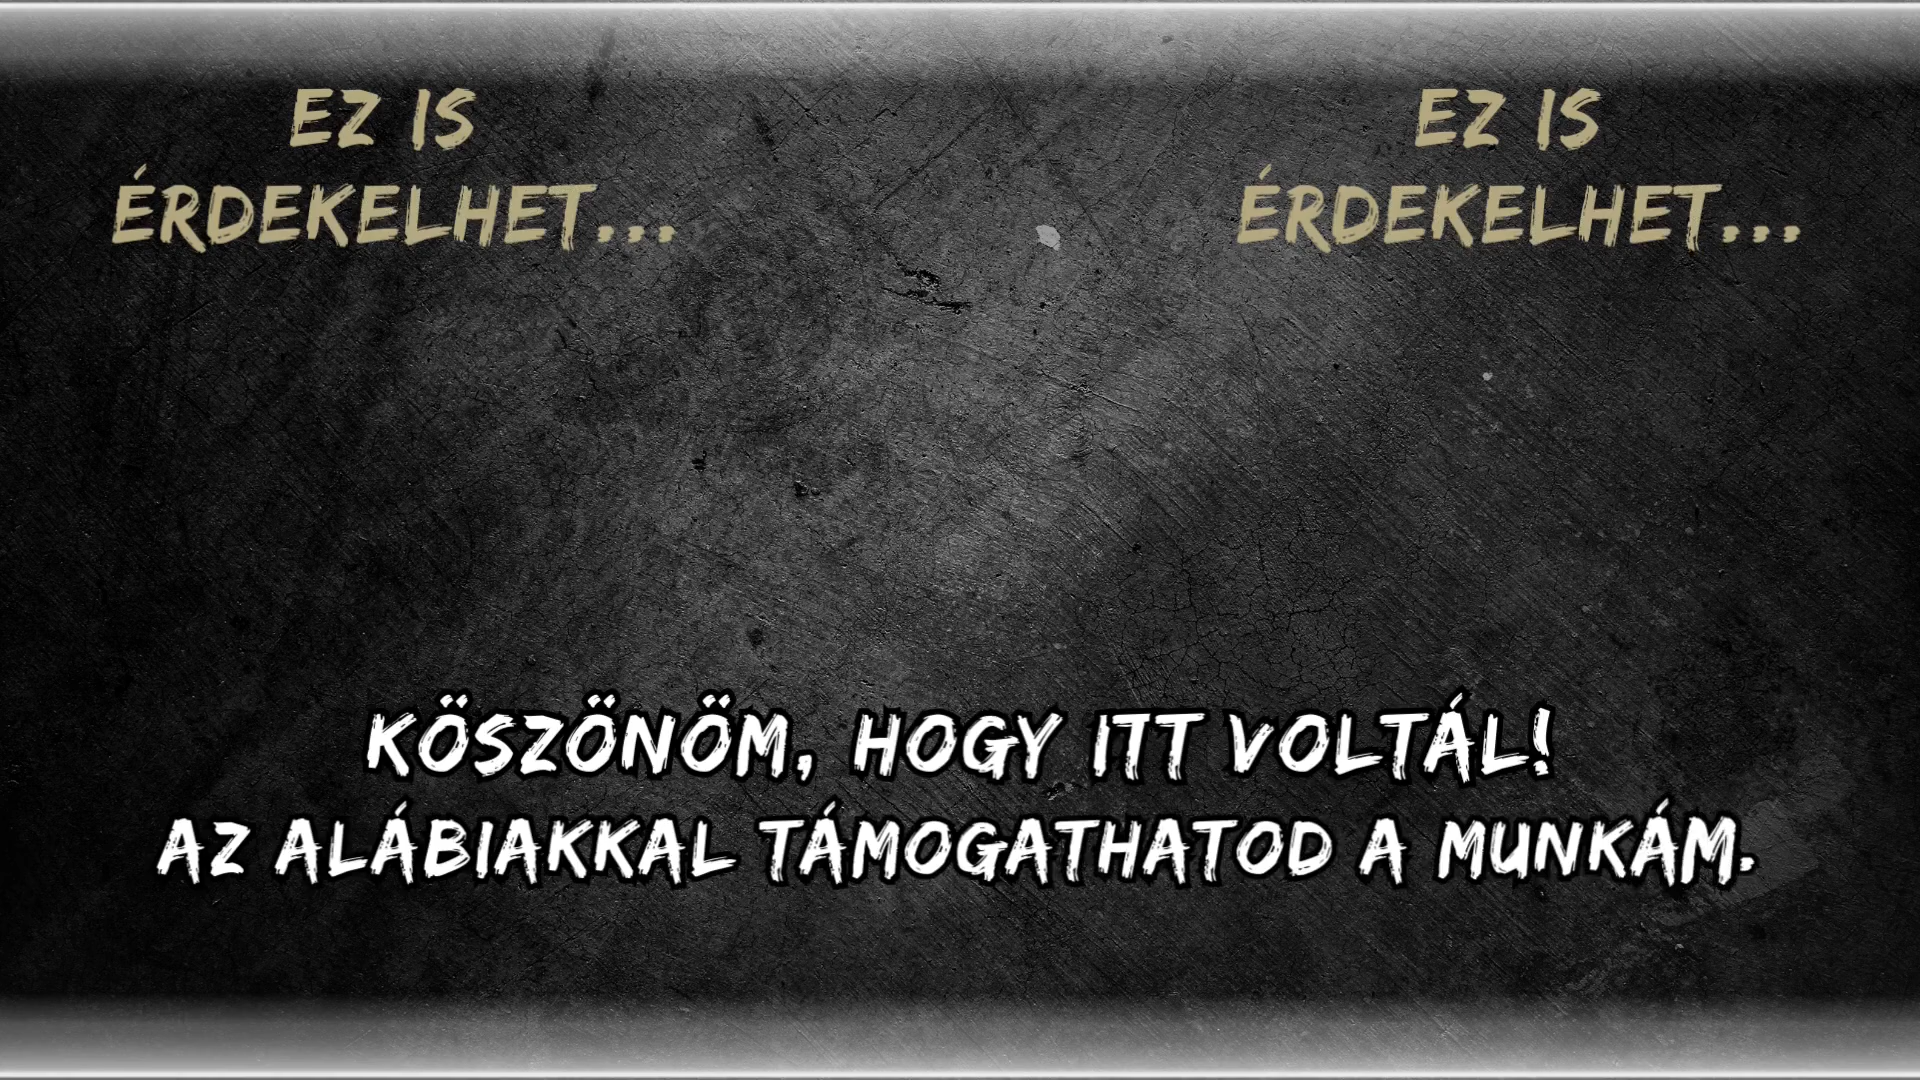 EZ IS
ÉRDEKELHET...
EZ IS
ÉRDEKELHET...
KÖSZÖNÖM, HOGY ITT VOLTÁL!
AZ ALÁBIAKKAL TÁMOGATHATOD A MUNKÁM.